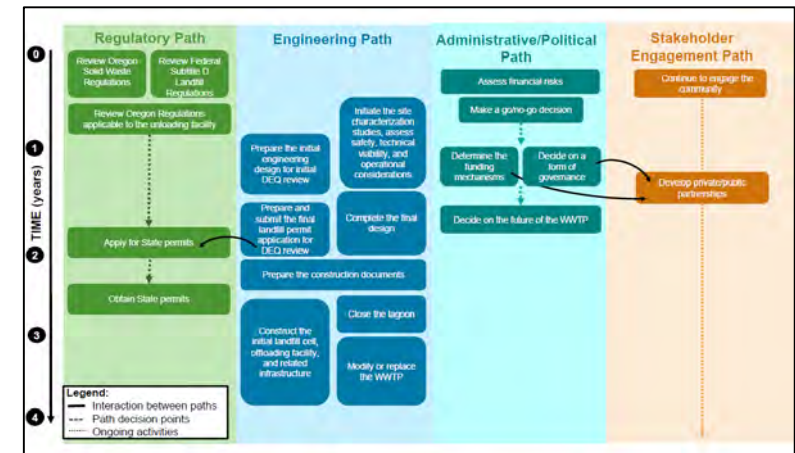 Regulatory Path
Engineering Path
Administrative/Political
Path
Stakeholder
Engagement Path
TIME (years)
0
1
2
3
4
Review Oregon
Solid Waste
Regulations
Review Federal
Subtitle D
Landfill
Regulations
Review Oregon Regulations
applicable to the unloading facility
Apply for State permits
Obtain State permits
Prepare the initial
engineering
design for initial
DEQ review
Initiate the site
characterization
studies, assess
safety, technical
viability, and
operational
considerations
Prepare and
submit the final
landfill permit
application for
DEQ review
Complete the final
design
Prepare the construction documents
Construct the
initial landfill cell,
offloading facility,
and related
infrastructure
Close the lagoon
Modify or replace
the WWTP
Assess financial risks
Make a go/no-go decision
Determine the
funding
mechanisms
Decide on a
form of
governance
Decide on the future of the WWTP
Continue to engage the
community
Develop private/public
partnerships
Legend:
Interaction between paths
Path decision points
Ongoing activities